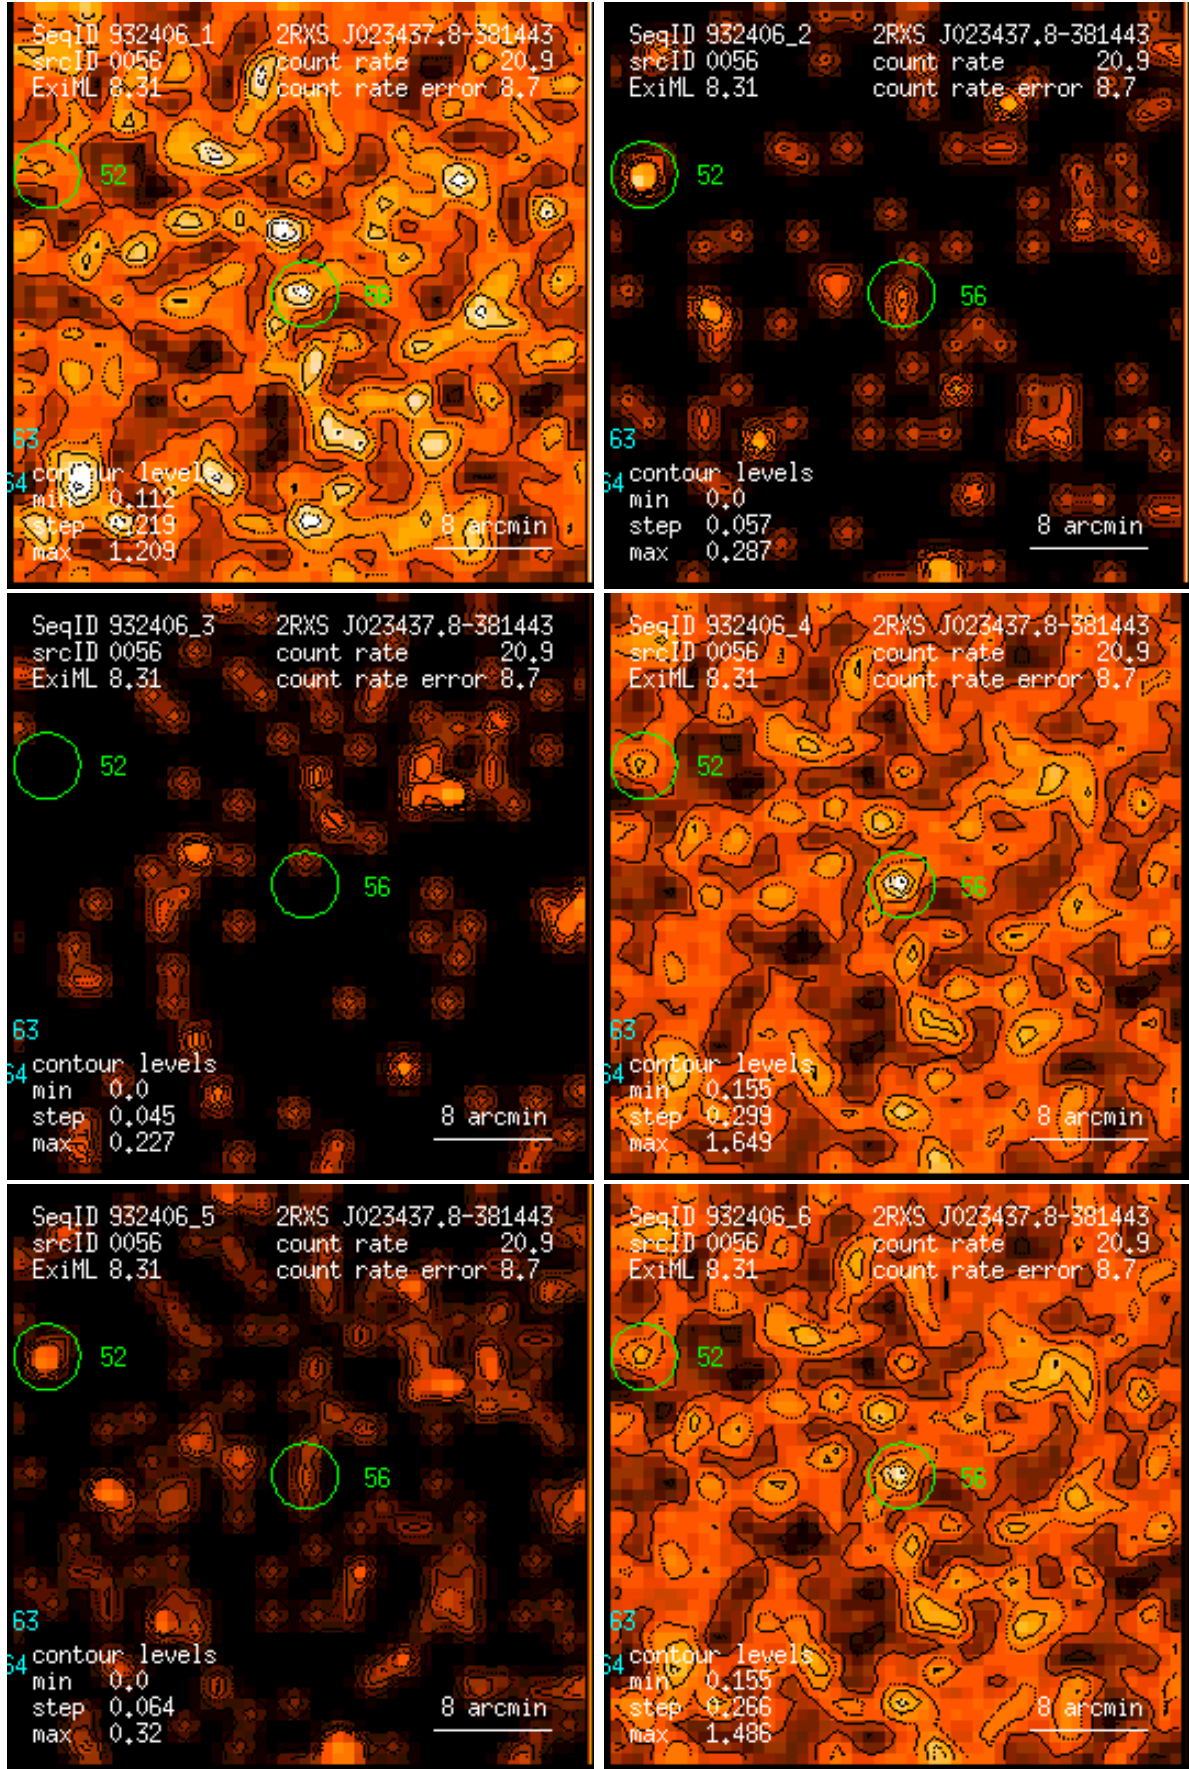 SeqID 932406_1 2RXS J023437.8-381443
srcID 0056 count rate 20.9
ExiML 8.31 count rate error 8.7
52
56
63
64 contour levels
min 0.112
step 0.219 8 arcmin
max 1.209
SeqID 932406_2 2RXS J023437.8-381443
srcID 0056 count rate 20.9
ExiML 8.31 count rate error 8.7
52
56
63
64 contour levels
min 0.0
step 0.057 8 arcmin
max 0.287
SeqID 932406_3 2RXS J023437.8-381443
srcID 0056 count rate 20.9
ExiML 8.31 count rate error 8.7
52
56
63
64 contour levels
min 0.0
step 0.045 8 arcmin
max 0.227
SeqID 932406_4 2RXS J023437.8-381443
srcID 0056 count rate 20.9
ExiML 8.31 count rate error 8.7
52
56
63
64 contour levels
min 0.155
step 0.299 8 arcmin
max 1.649
SeqID 932406_5 2RXS J023437.8-381443
srcID 0056 count rate 20.9
ExiML 8.31 count rate error 8.7
52
56
63
64 contour levels
min 0.0
step 0.064 8 arcmin
max 0.32
SeqID 932406_6 2RXS J023437.8-381443
srcID 0056 count rate 20.9
ExiML 8.31 count rate error 8.7
52
56
63
64 contour levels
min 0.155
step 0.266 8 arcmin
max 1.486